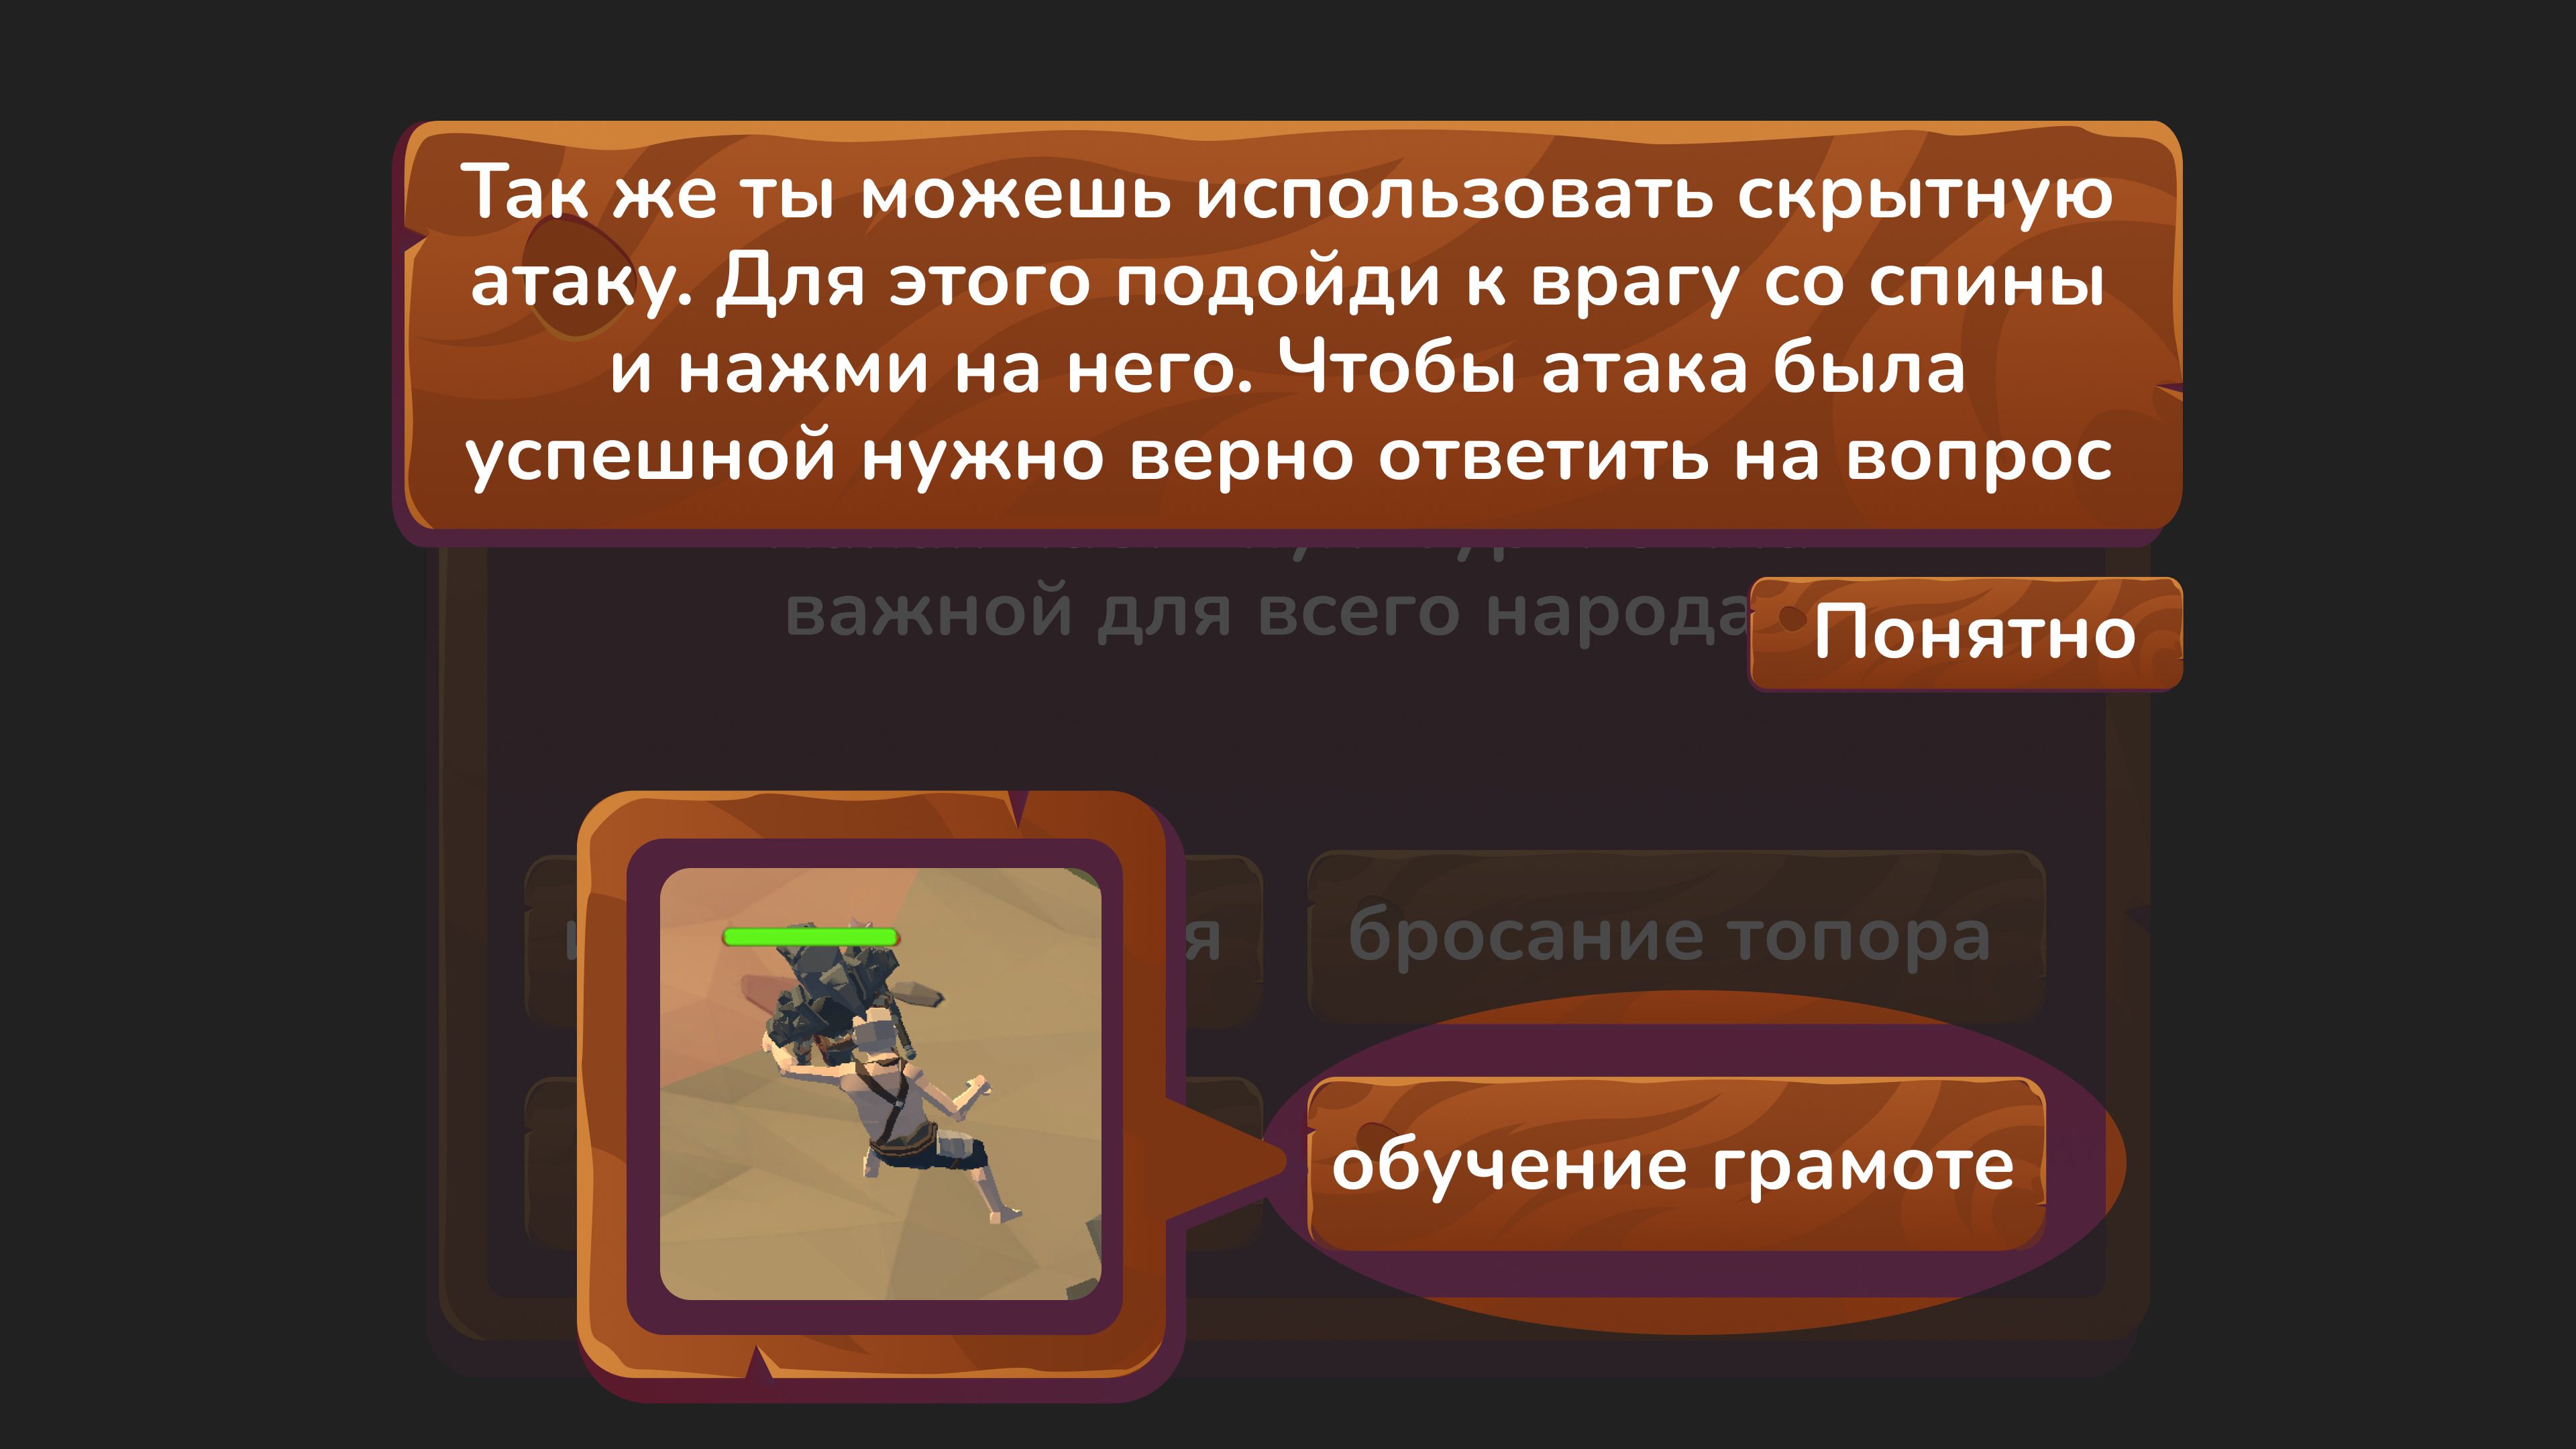 Так же ты можешь использовать скрытную
атаку. Для этого подойди к врагу со спины
и нажми на него. Чтобы атака была
успешной нужно верно ответить на вопрос
важной для всего народа
Понятно
бросание топора
обучение грамоте